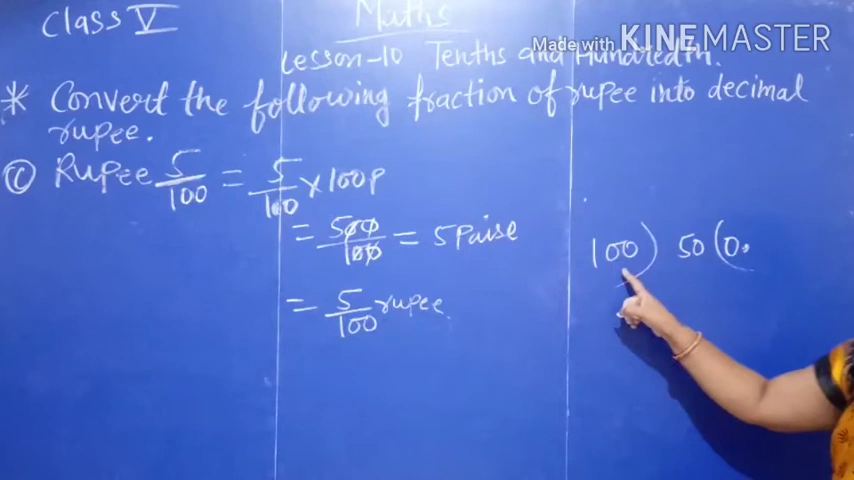 Class V
Maths
Made with KINEMASTER
Lesson-10 Tenths and Hundredth.
* Convert the following fraction of rupee into decimal
rupee.
(C) Rupee 5/100 = 5/100 x 100P
= 500/100 = 5 Paise
= 5/100 rupee.
100) 50 (0.